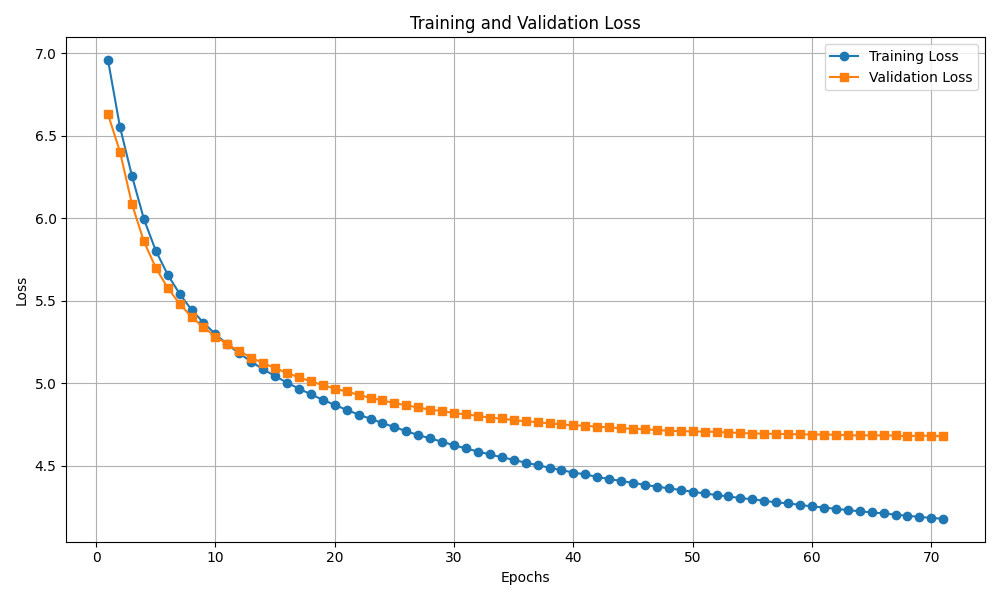 Training and Validation Loss
Training Loss
Validation Loss
7.0
6.5
6.0
5.5
5.0
4.5
Loss
0 10 20 30 40 50 60 70
Epochs